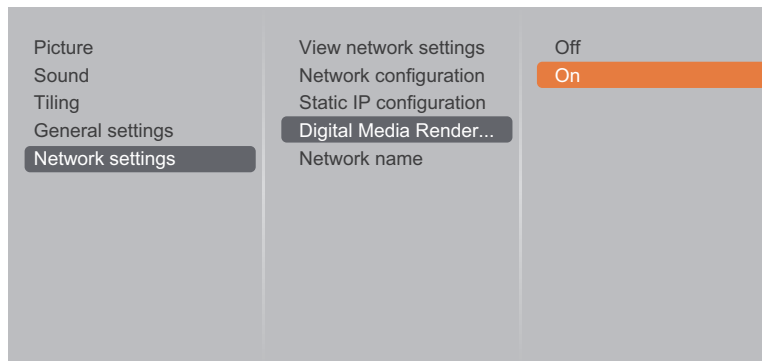 Picture
Sound
Tiling
General settings
Network settings
View network settings
Network configuration
Static IP configuration
Digital Media Render...
Network name
Off
On